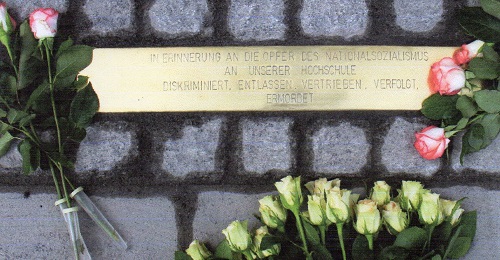 IN ERINNERUNG AN DIE OPFER DES NATIONALSOZIALISMUS
AN UNSERER HOCHSCHULE
DISKRIMINIERT, ENTLASSEN, VERTRIEBEN, VERFOLGT,
ERMORDET